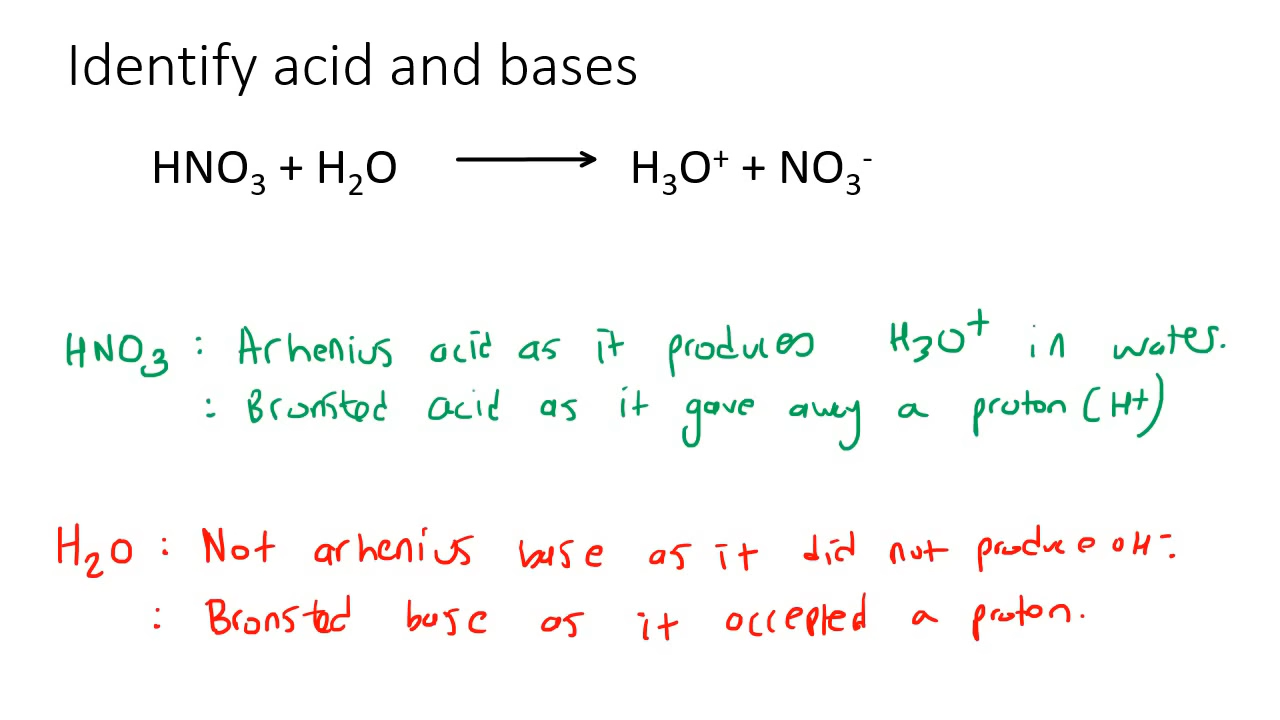 Identify acid and bases
HNO₃ + H₂O ⟶ H₃O⁺ + NO₃⁻
HNO₃ : Arhenius acid as it produces H₃O⁺ in water.
: Bronsted acid as it gave away a proton (H⁺)
H₂O : Not arhenius base as it did not produce OH⁻.
: Bronsted base as it accepted a proton.